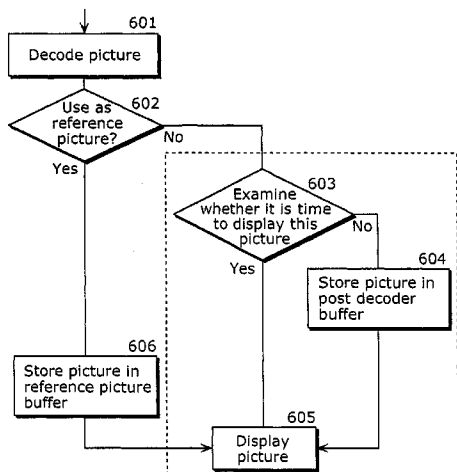 601
Decode picture
602
Use as
reference
picture?
No
Yes
603
Examine
whether it is time
to display this
picture
No
Yes
604
Store picture in
post decoder
buffer
606
Store picture in
reference picture
buffer
605
Display
picture